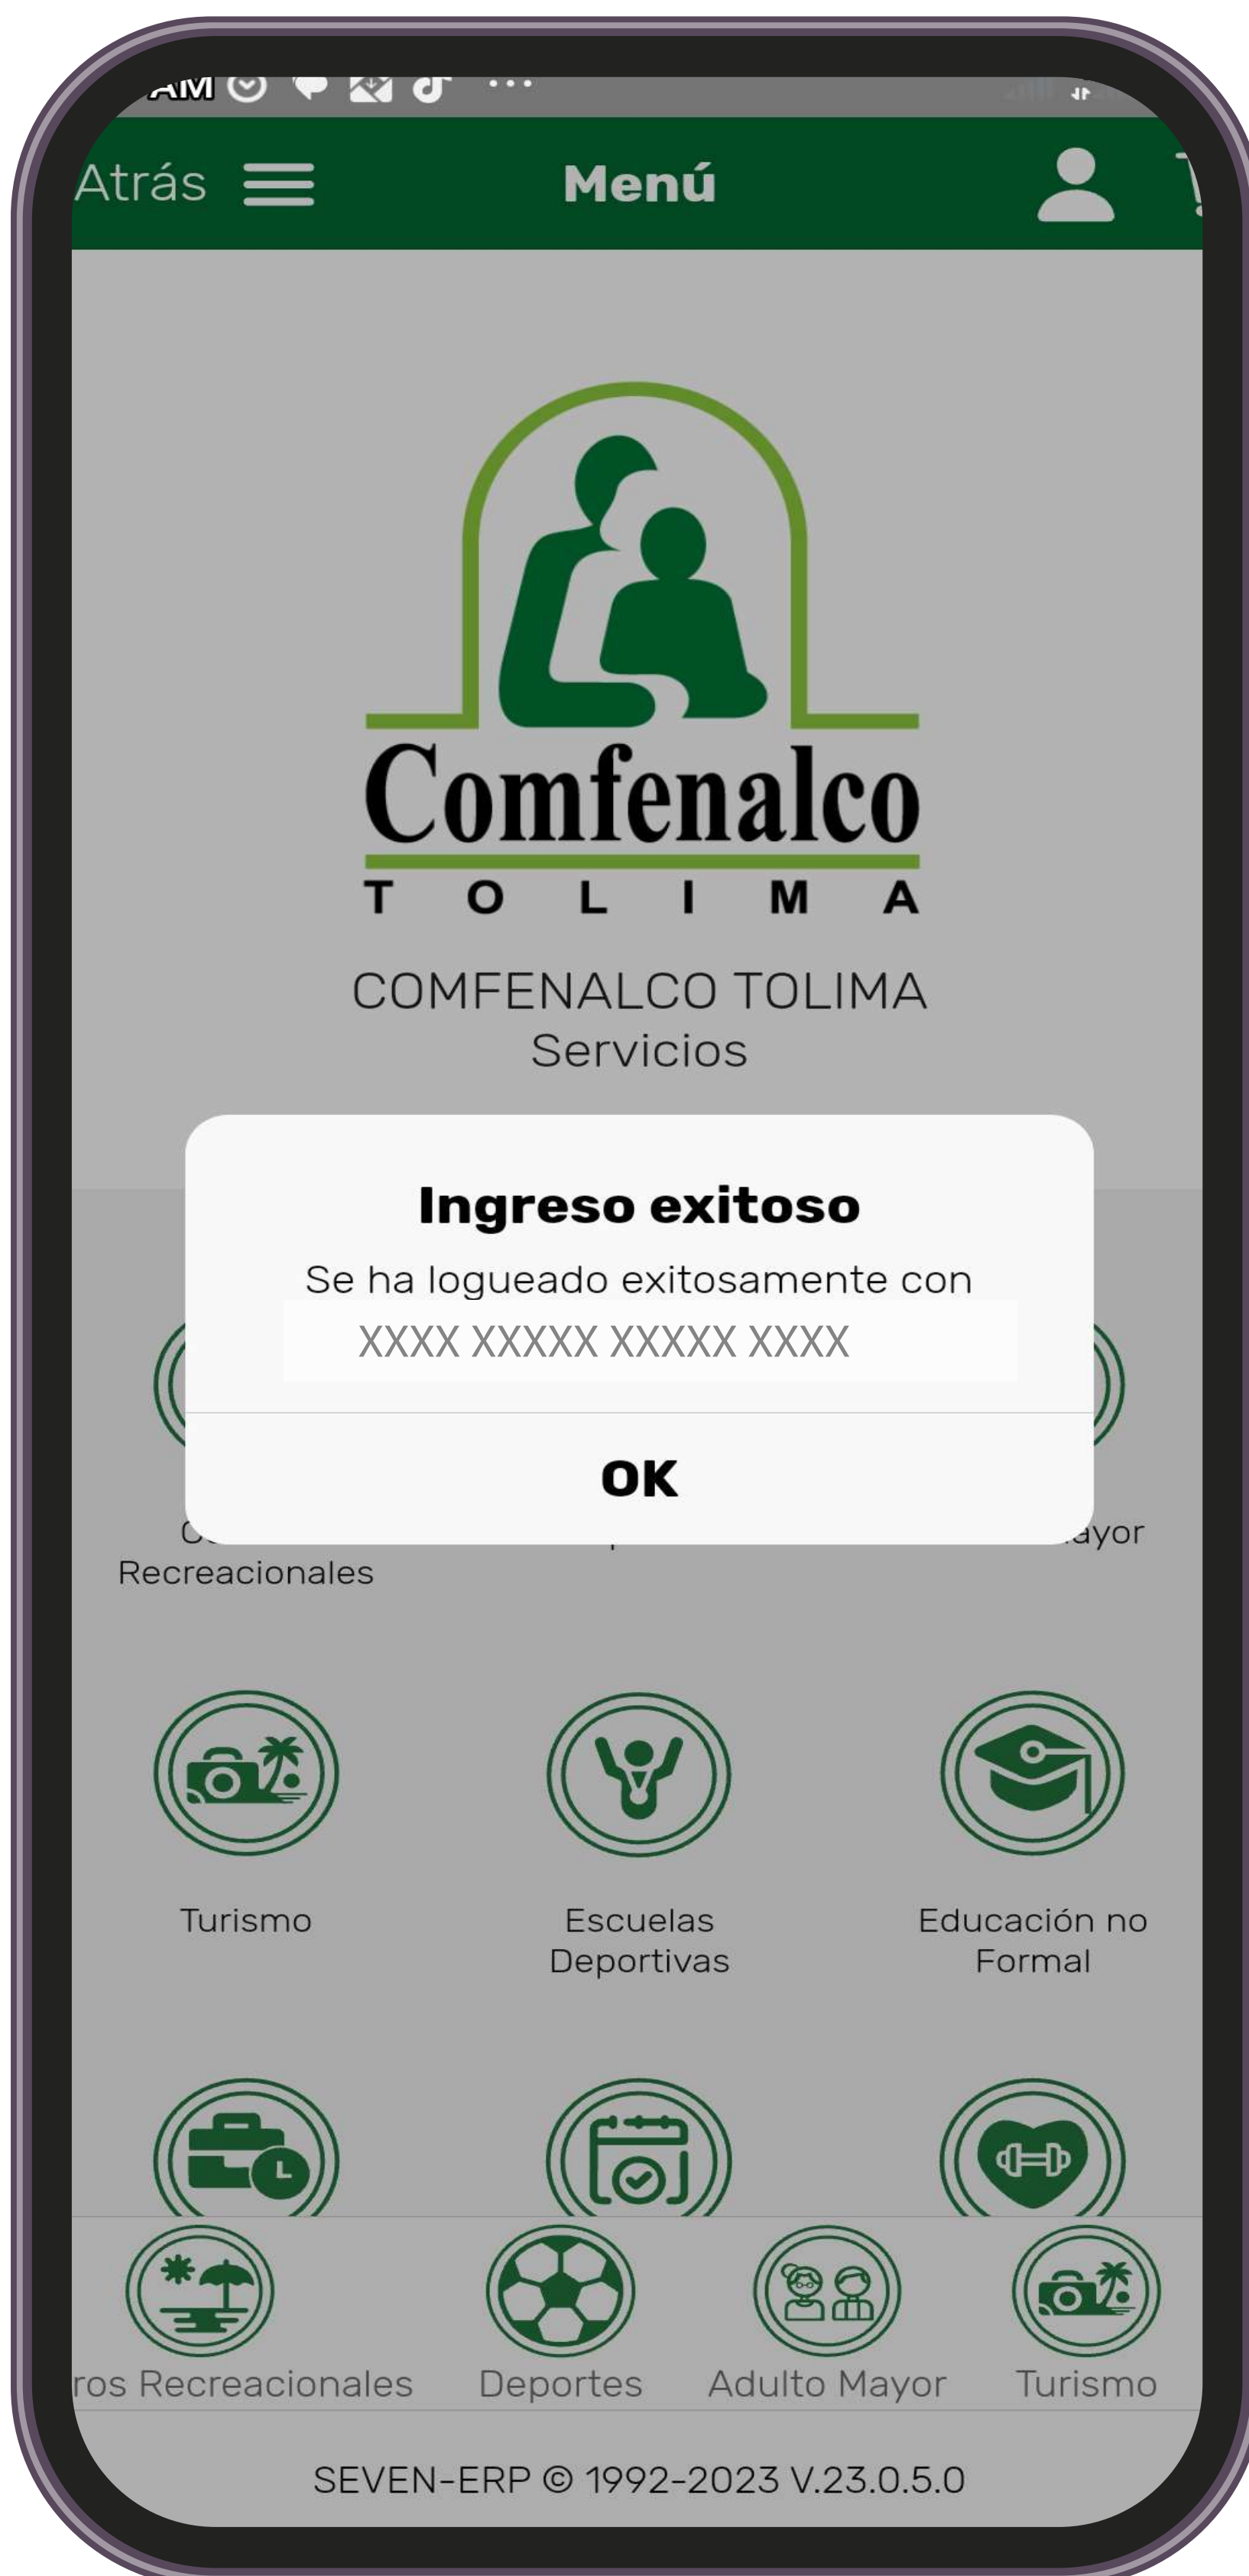 AM
Atrás
Menú
Comfenalco
TOLIMA
COMFENALCO TOLIMA
Servicios
Ingreso exitoso
Se ha logueado exitosamente con
XXXX XXXXX XXXXX XXXX
OK
ayor
Recreacionales
Turismo
Escuelas
Deportivas
Educación no
Formal
ros Recreacionales
Deportes
Adulto Mayor
Turismo
SEVEN-ERP © 1992-2023 V.23.0.5.0